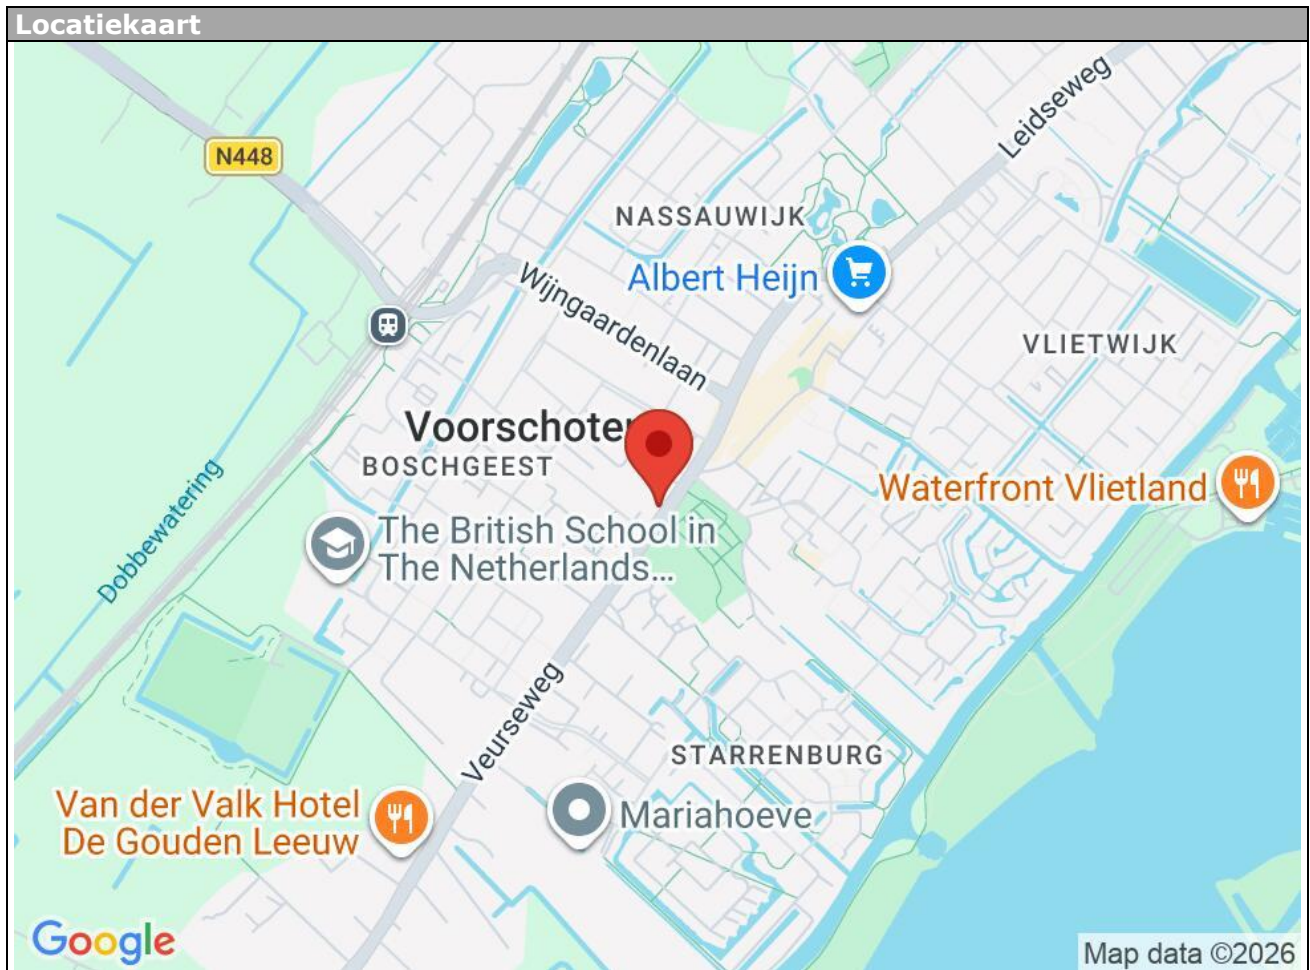 Locatiekaart
Leidseweg
N448
NASSAUWIJK
Albert Heijn
Wijngaardenlaan
VLIETWIJK
Voorschoten
BOSCHGEEST
Dobbewatering
Waterfront Vlietland
The British School in
The Netherlands...
Veurseweg
STARRENBURG
Van der Valk Hotel
De Gouden Leeuw
Mariahoeve
Google
Map data ©2026